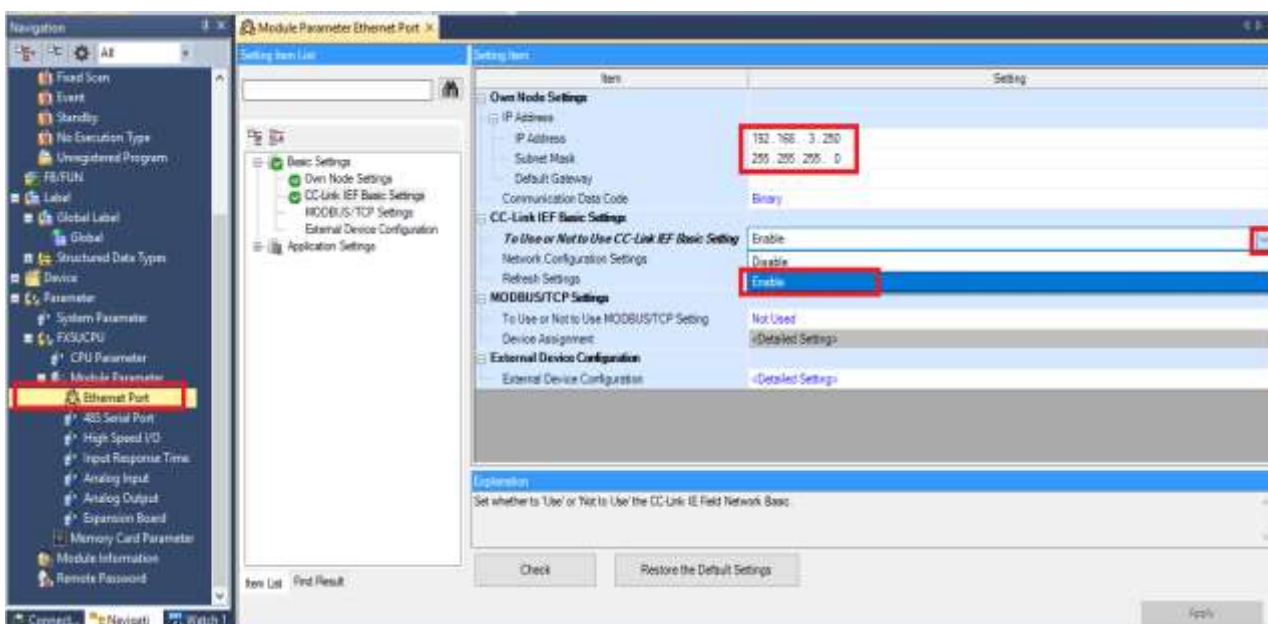 Navigation
Module Parameter Ethernet Port
All
Fixed Scan
Event
Standby
No Execution Type
Unregistered Program
FB/FUN
Label
Global Label
Global
Structured Data Types
Device
Parameter
System Parameter
FX5UCPU
CPU Parameter
Module Parameter
Ethernet Port
485 Serial Port
High Speed I/O
Input Response Time
Analog Input
Analog Output
Expansion Board
Memory Card Parameter
Module Information
Remote Password
Connect... Navigati... Watch 1
Setting Item List
Basic Settings
Own Node Settings
CC-Link IEF Basic Settings
MODBUS/TCP Settings
External Device Configuration
Application Settings
Item List Find Result
Setting Item
Item Setting
Own Node Settings
IP Address
IP Address 192 . 168 . 3 . 250
Subnet Mask 255 . 255 . 255 . 0
Default Gateway
Communication Data Code Binary
CC-Link IEF Basic Settings
To Use or Not to Use CC-Link IEF Basic Setting Enable
Network Configuration Settings Disable
Refresh Settings Enable
MODBUS/TCP Settings
To Use or Not to Use MODBUS/TCP Setting Not Used
Device Assignment <Detailed Setting>
External Device Configuration
External Device Configuration <Detailed Setting>
Explanation
Set whether to 'Use' or 'Not to Use' the CC-Link IE Field Network Basic.
Check Restore the Default Settings
Apply